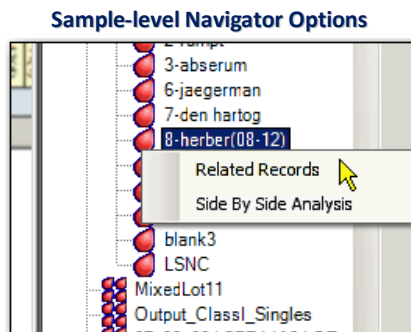 Sample-level Navigator Options
3-abserum
6-jaegerman
7-den hartog
8-herber(08-12)
Related Records
Side By Side Analysis
blank3
LSNC
MixedLot11
Output_ClassI_Singles